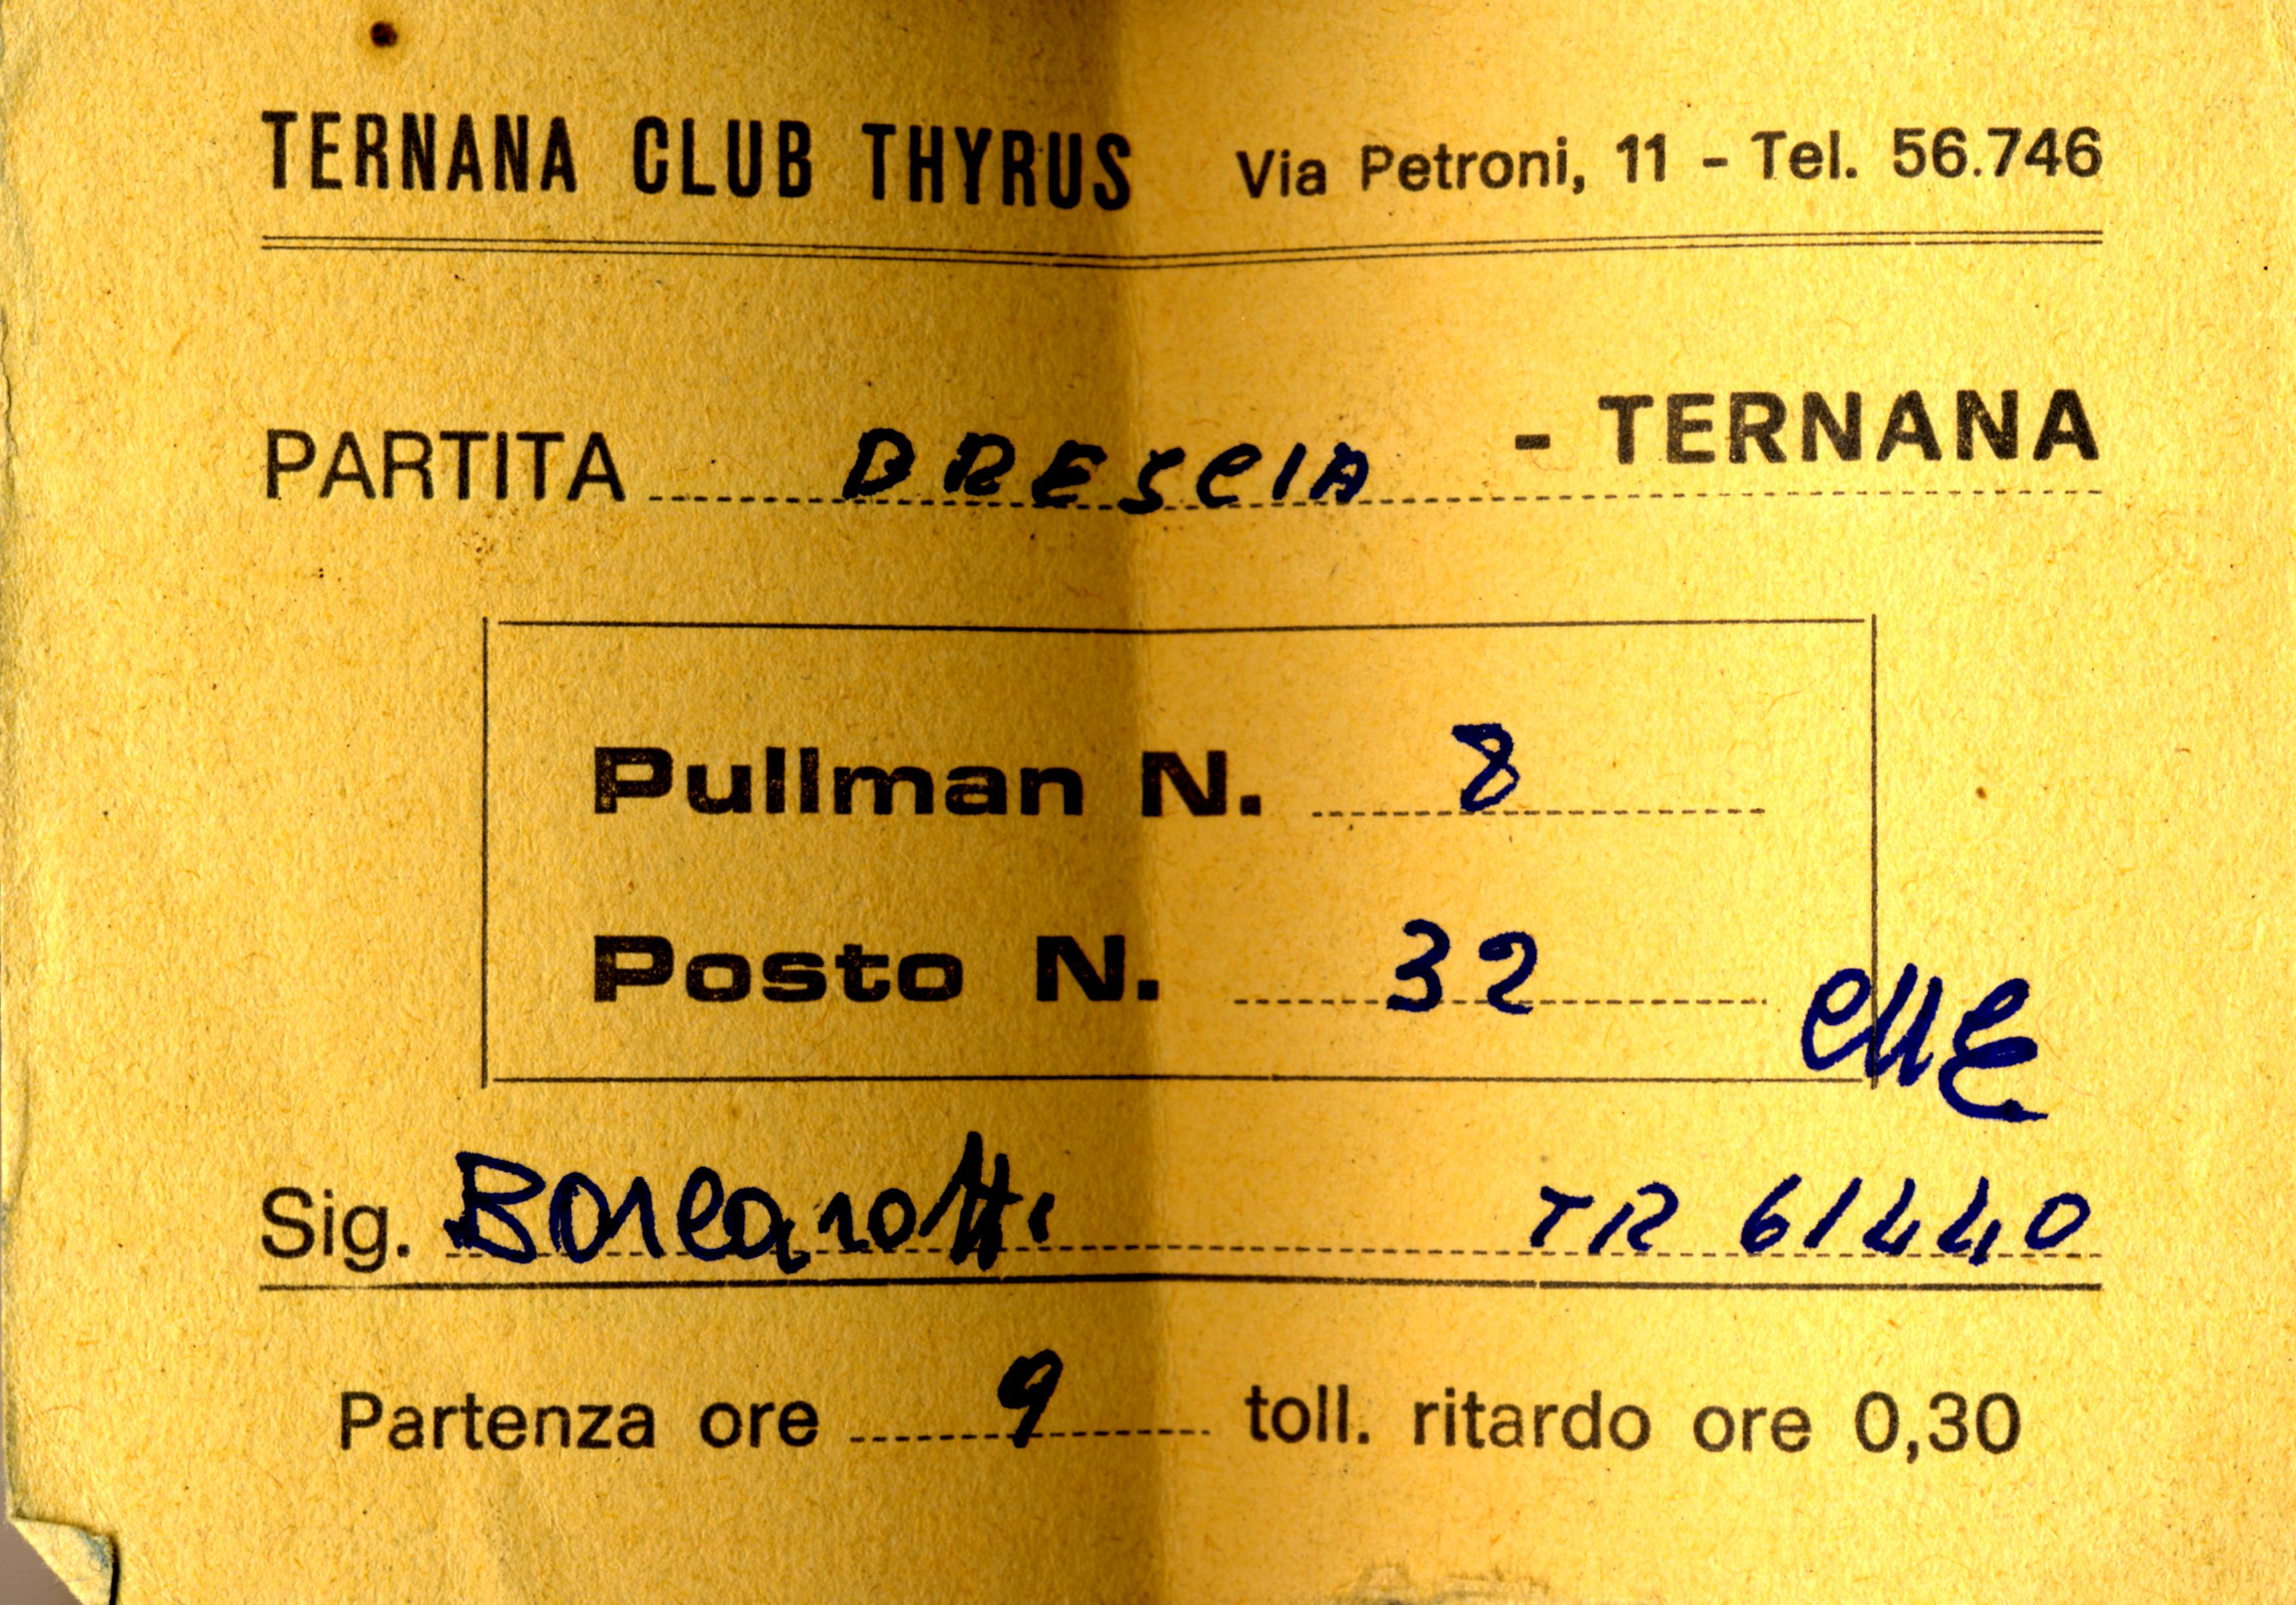 TERNANA CLUB THYRUS Via Petroni, 11 - Tel. 56.746
PARTITA BRESCIA - TERNANA
Pullman N. 8
Posto N. 32
Sig. TR 61440
Partenza ore 9 toll. ritardo ore 0,30